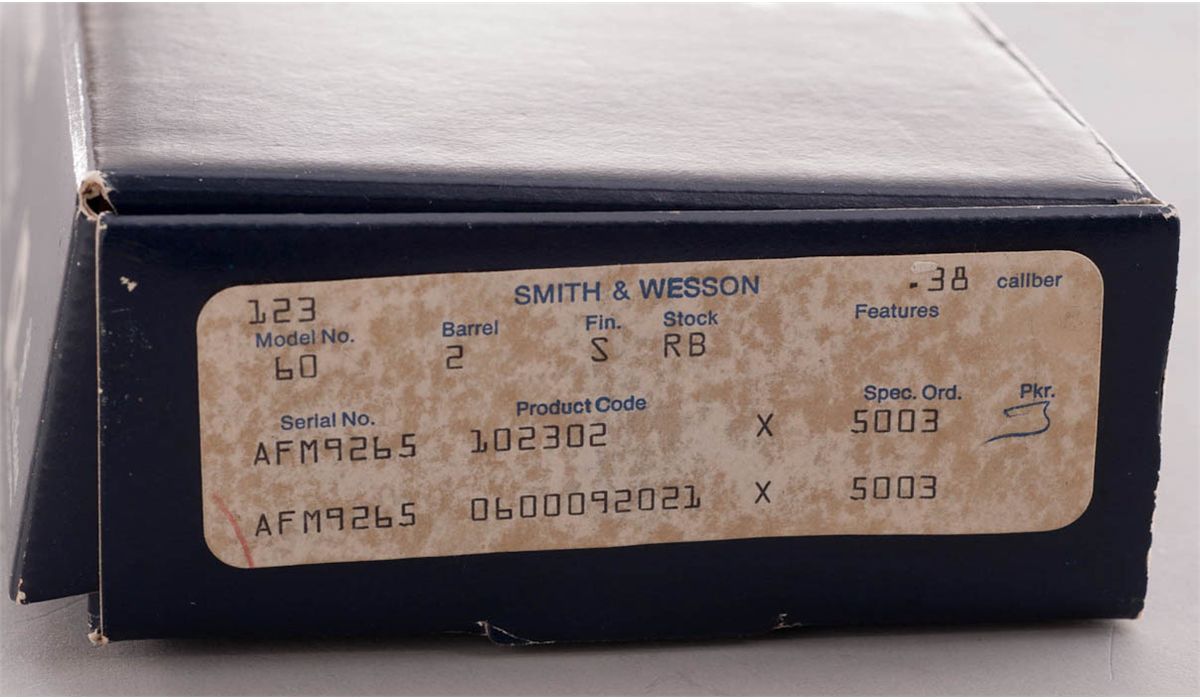 SMITH & WESSON
123 .38 caliber
Model No. Barrel Fin. Stock Features
60 2 S RB
Serial No. Product Code Spec. Ord. Pkr.
AFM9265 102302 X 5003 3
AFM9265 0600092021 X 5003